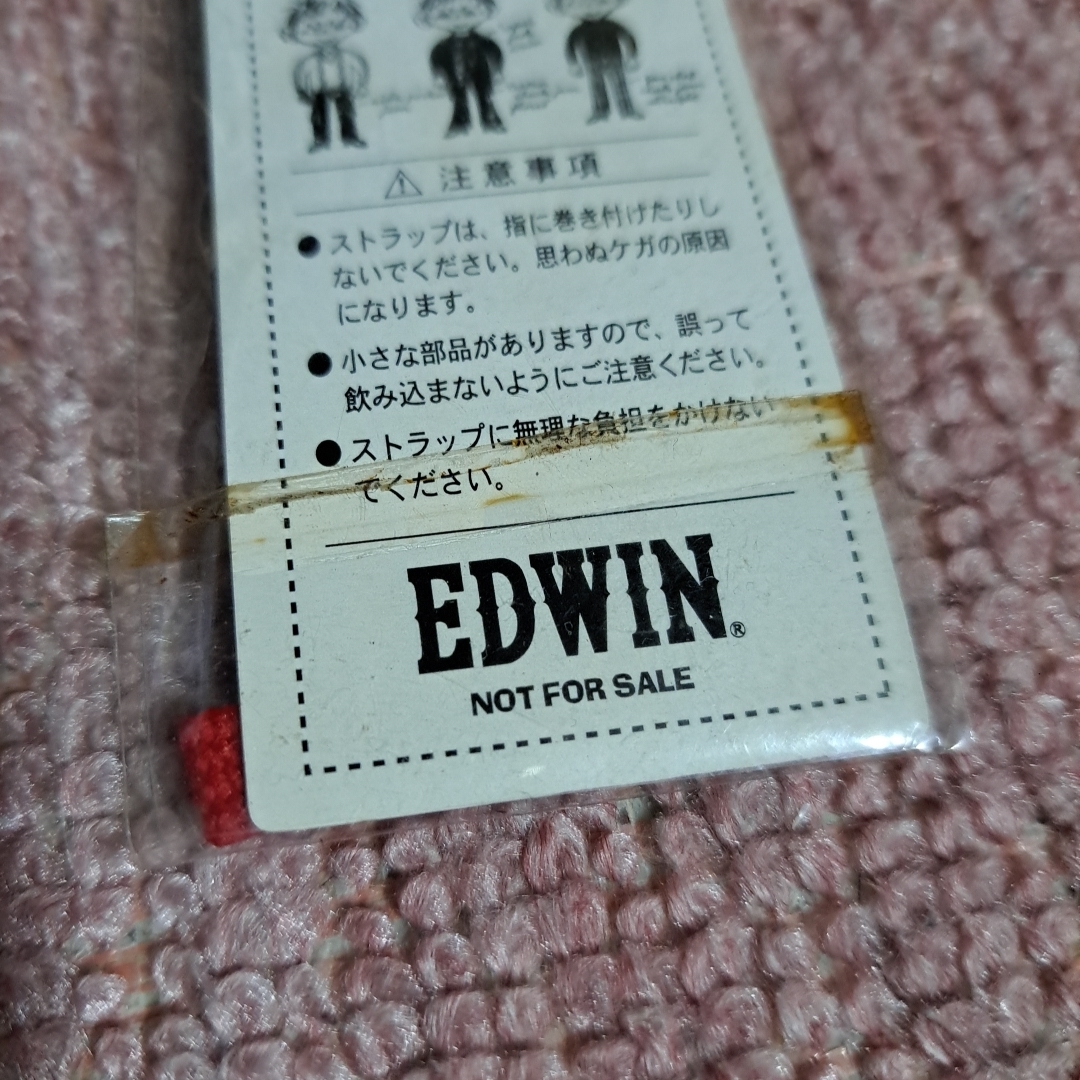 ⚠ 注意事項
● ストラップは、指に巻き付けたりし
ないでください。思わぬケガの原因
になります。
● 小さな部品がありますので、誤って
飲み込まないようにご注意ください。
● ストラップに無理な負担をかけない
でください。
EDWIN®
NOT FOR SALE